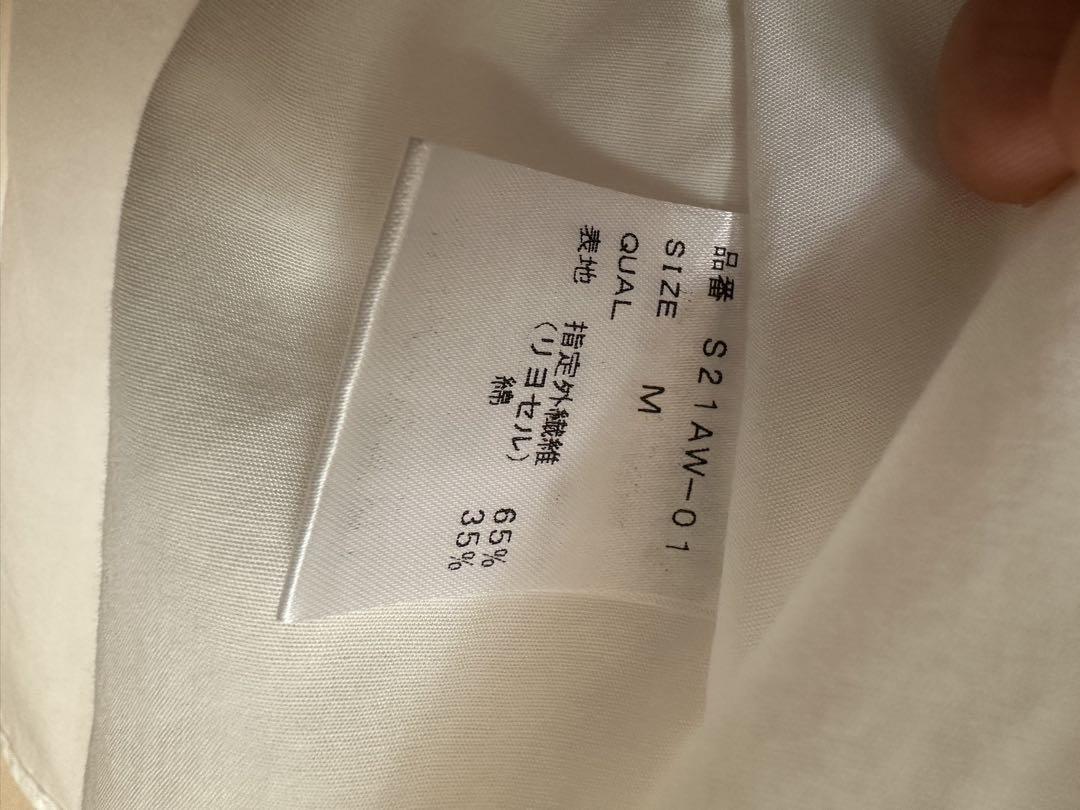 品番 S21AW-01
SIZE M
QUAL
表地 指定外繊維 65%
(リヨセル)
綿 35%